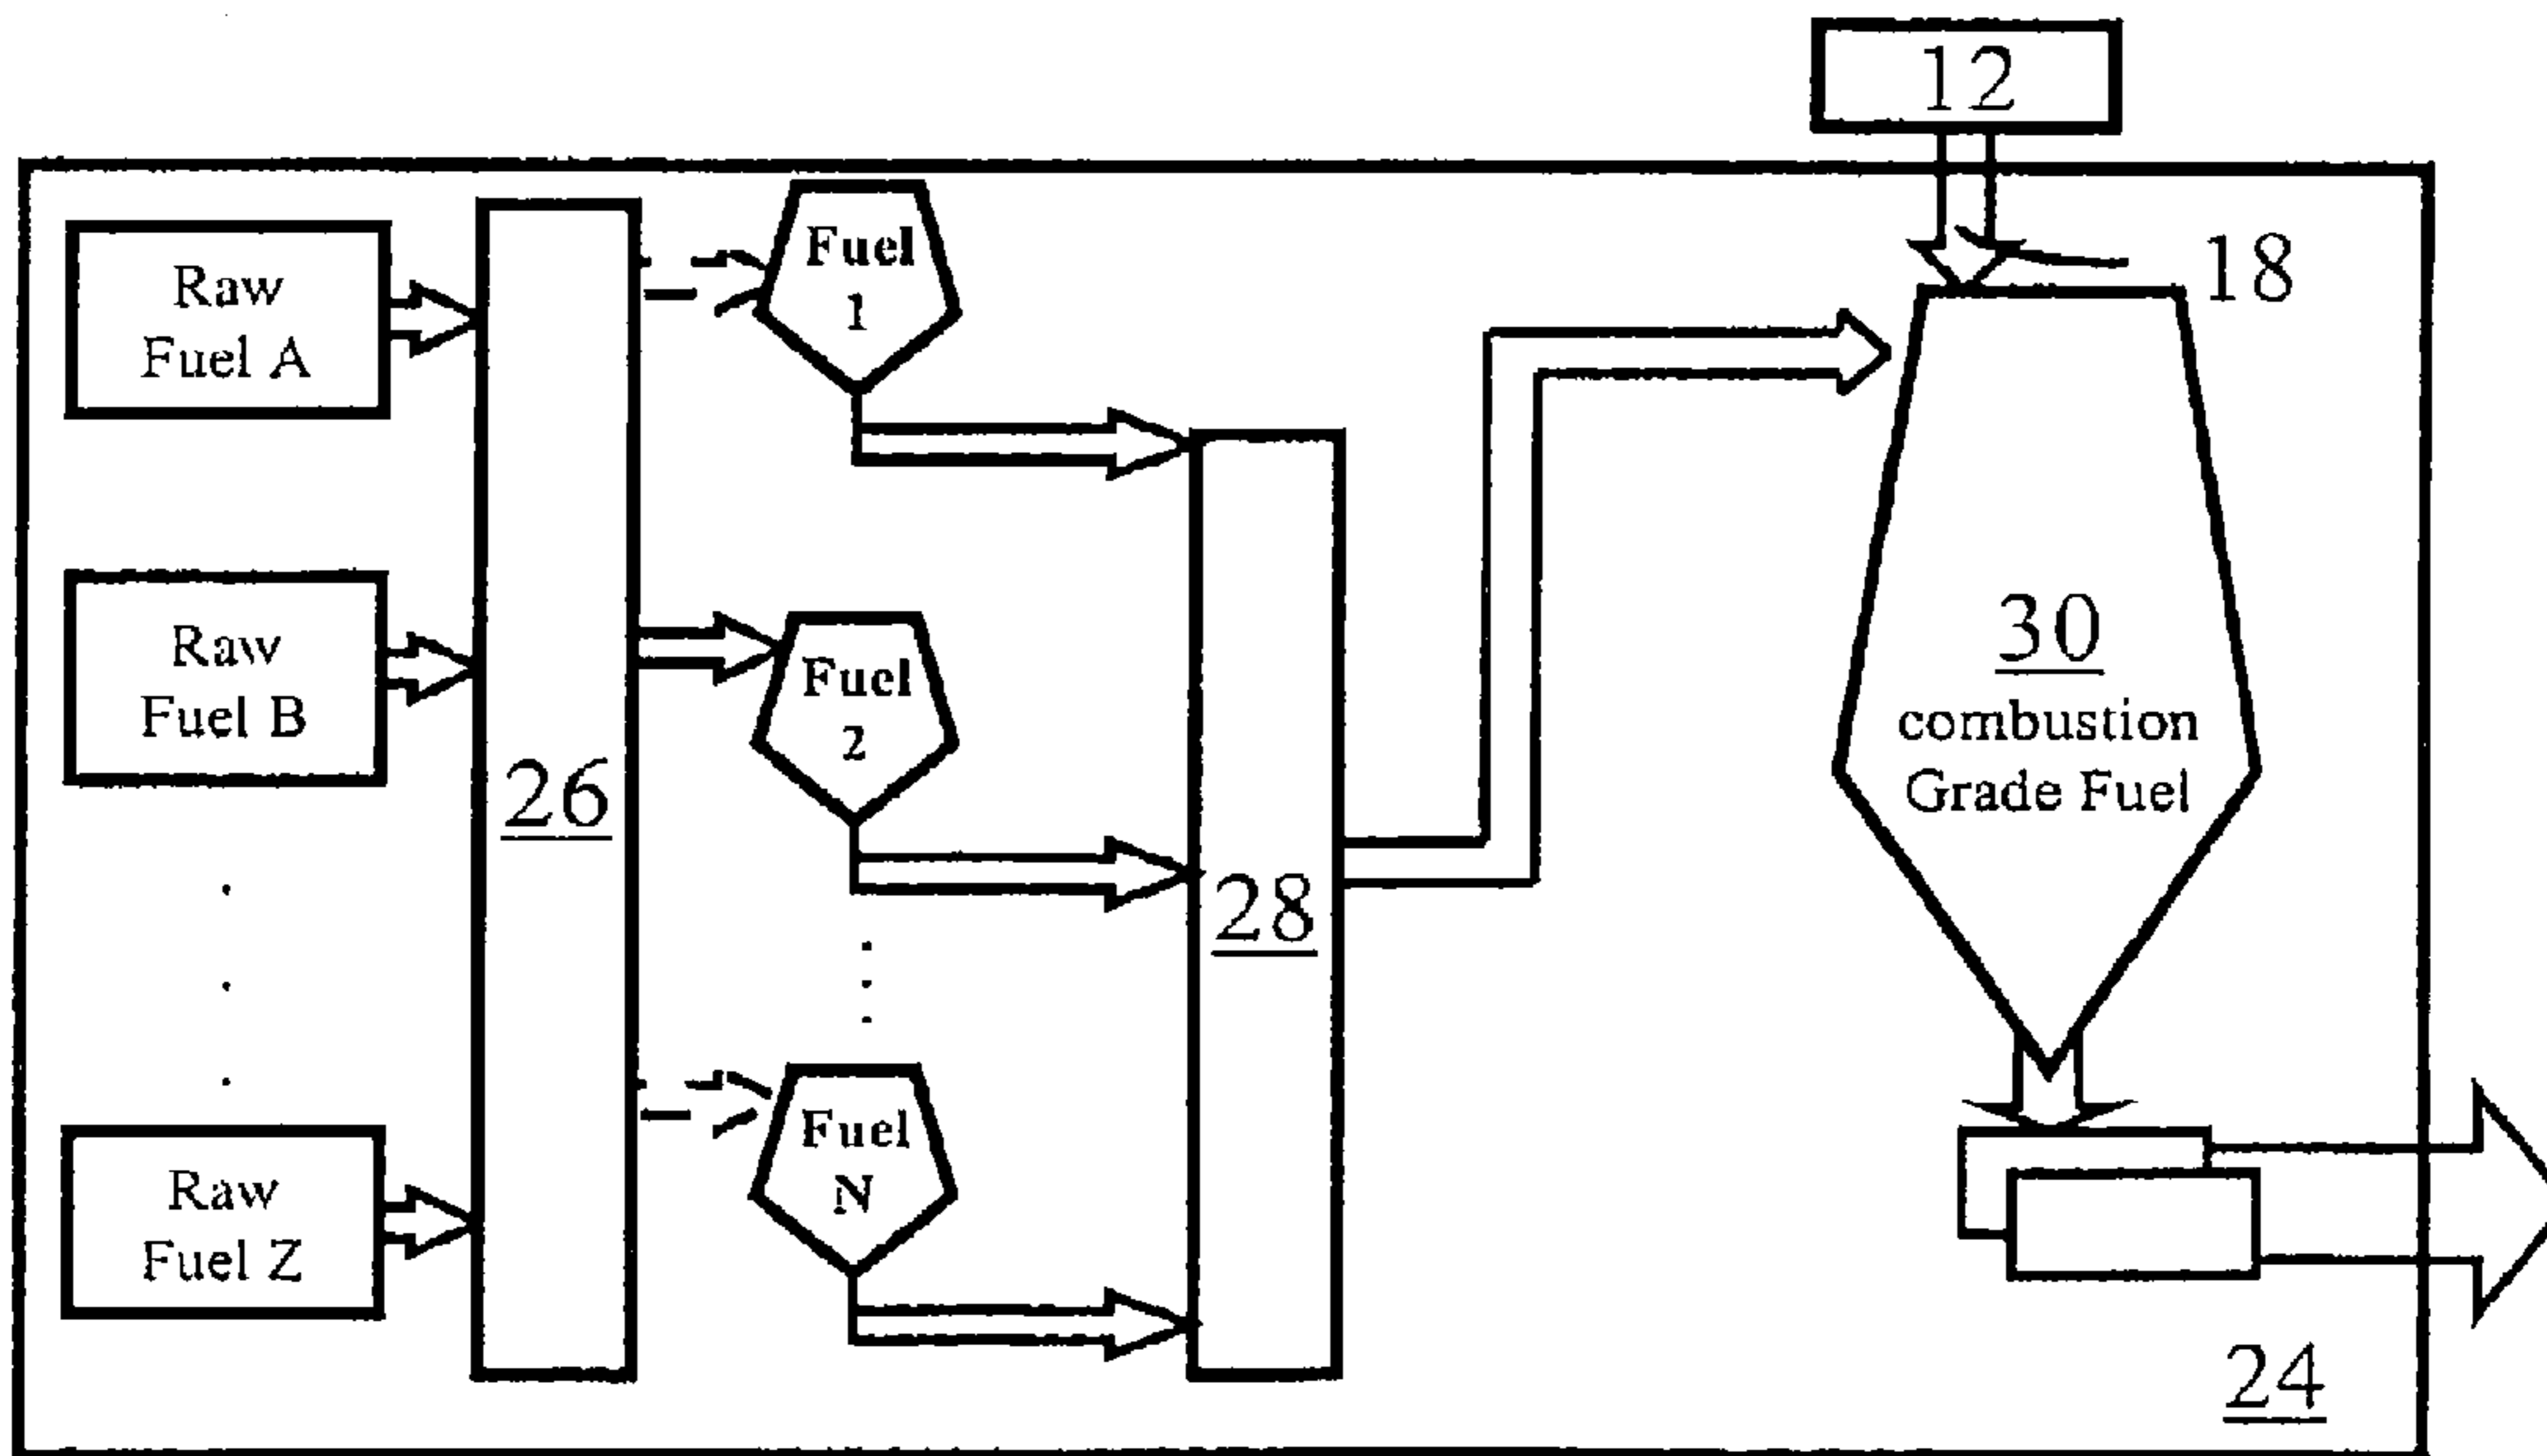 12
18
Raw
Fuel A
Raw
Fuel B
.
.
.
Raw
Fuel Z
26
Fuel
1
Fuel
2
.
.
.
Fuel
N
28
30
combustion
Grade Fuel
24